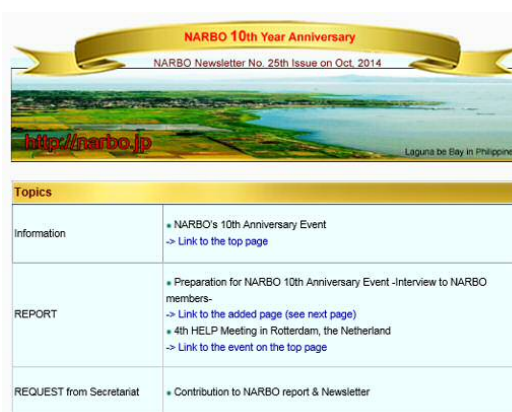 NARBO 10th Year Anniversary
NARBO Newsletter No. 25th Issue on Oct, 2014
http://narbo.jp
Laguna be Bay in Philippine
Topics
Information
• NARBO's 10th Anniversary Event
-> Link to the top page
REPORT
• Preparation for NARBO 10th Anniversary Event -Interview to NARBO
members-
-> Link to the added page (see next page)
• 4th HELP Meeting in Rotterdam, the Netherland
-> Link to the event on the top page
REQUEST from Secretariat
• Contribution to NARBO report & Newsletter